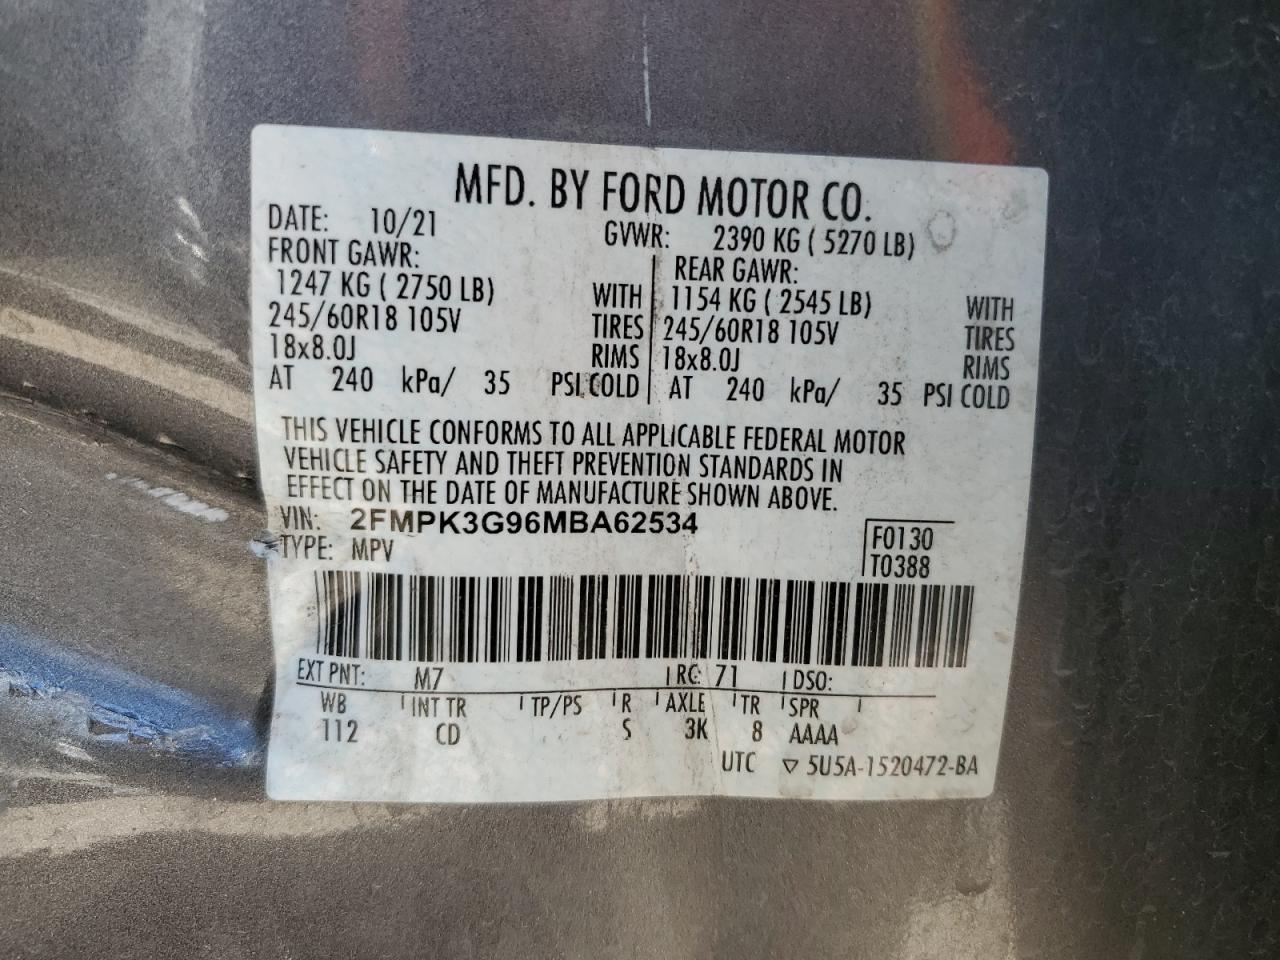 MFD. BY FORD MOTOR CO.
DATE: 10/21 GVWR: 2390 KG ( 5270 LB)
FRONT GAWR: REAR GAWR:
1247 KG ( 2750 LB) WITH 1154 KG ( 2545 LB) WITH
245/60R18 105V TIRES 245/60R18 105V TIRES
18x8.0J RIMS 18x8.0J RIMS
AT 240 kPa/ 35 PSI COLD AT 240 kPa/ 35 PSI COLD
THIS VEHICLE CONFORMS TO ALL APPLICABLE FEDERAL MOTOR
VEHICLE SAFETY AND THEFT PREVENTION STANDARDS IN
EFFECT ON THE DATE OF MANUFACTURE SHOWN ABOVE.
VIN: 2FMPK3G96MBA62534 F0130
TYPE: MPV T0388
EXT PNT: M7 RC: 71 DSO:
WB INT TR TP/PS R AXLE TR SPR
112 CD S 3K 8 AAAA
UTC ▽ 5U5A-1520472-BA